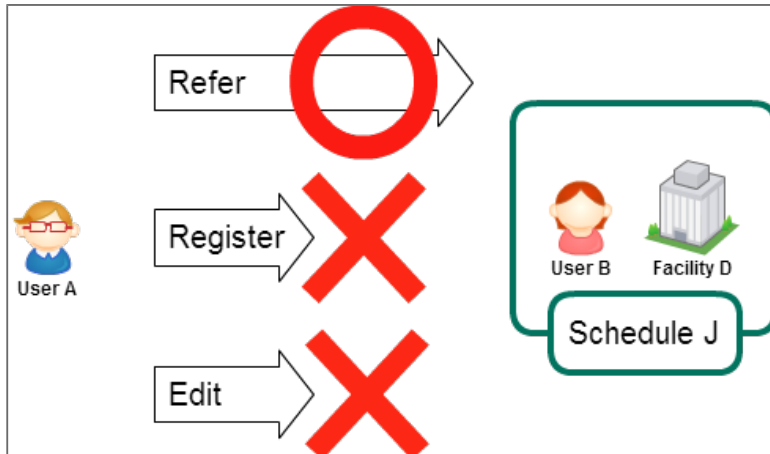 Refer
Register
Edit
User A
User B
Facility D
Schedule J